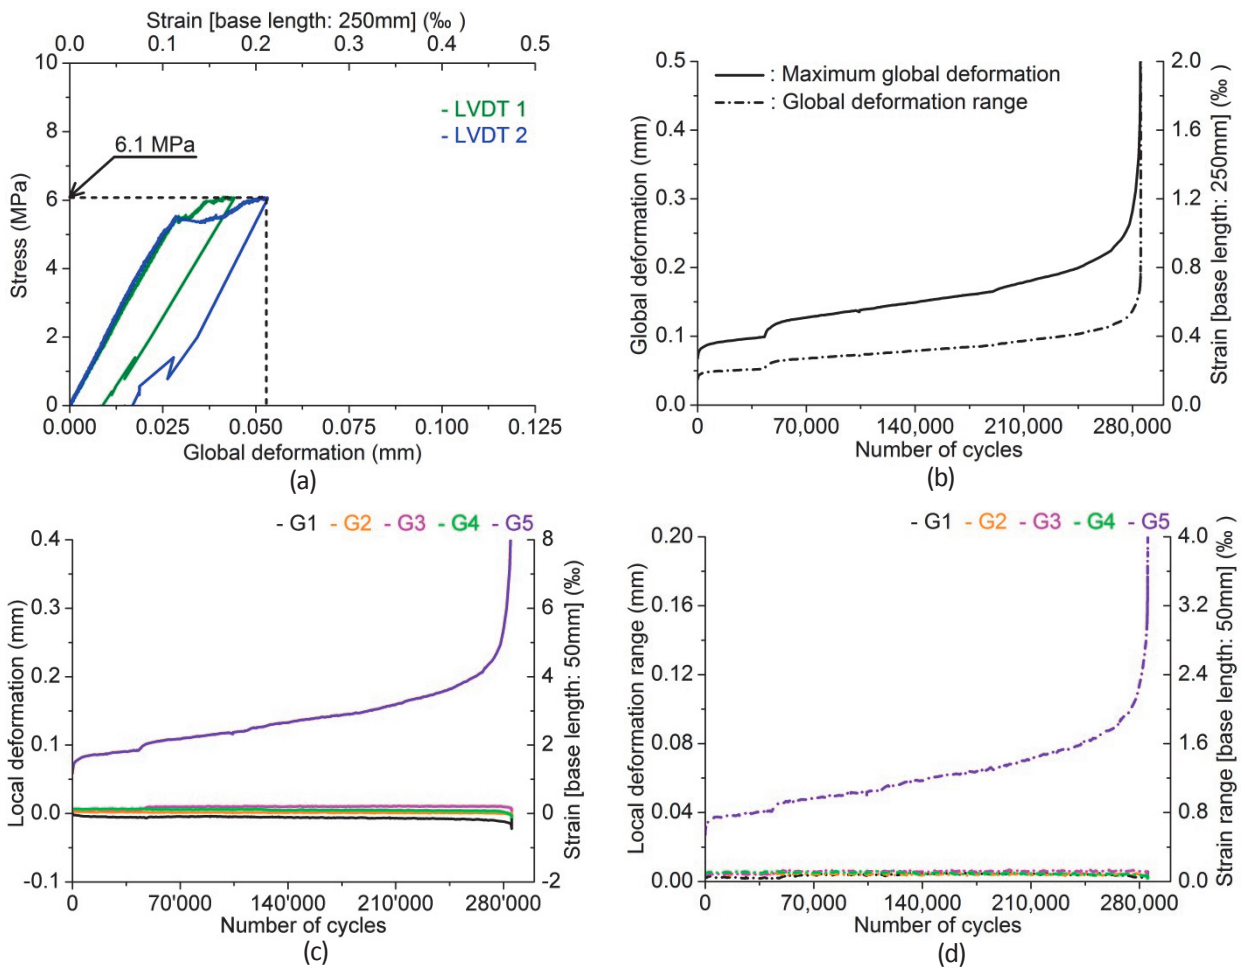 Strain [base length: 250mm] (‰ )
0.0 0.1 0.2 0.3 0.4 0.5
10
8
6
4
2
0
Stress (MPa)
- LVDT 1
- LVDT 2
6.1 MPa
0.000 0.025 0.050 0.075 0.100 0.125
Global deformation (mm)
(a)
0.5
0.4
0.3
0.2
0.1
0.0
Global deformation (mm)
: Maximum global deformation
: Global deformation range
2.0
1.6
1.2
0.8
0.4
0.0
Strain [base length: 250mm] (‰ )
0 70,000 140,000 210,000 280,000
Number of cycles
(b)
- G1 - G2 - G3 - G4 - G5
0.4
0.3
0.2
0.1
0.0
-0.1
Local deformation (mm)
8
6
4
2
0
-2
Strain [base length: 50mm] (‰)
0 70000 140000 210000 280000
Number of cycles
(c)
- G1 - G2 - G3 - G4 - G5
0.20
0.16
0.12
0.08
0.04
0.00
Local deformation range (mm)
4.0
3.2
2.4
1.6
0.8
0.0
Strain range [base length: 50mm] (‰)
0 70,000 140,000 210,000 280,000
Number of cycles
(d)